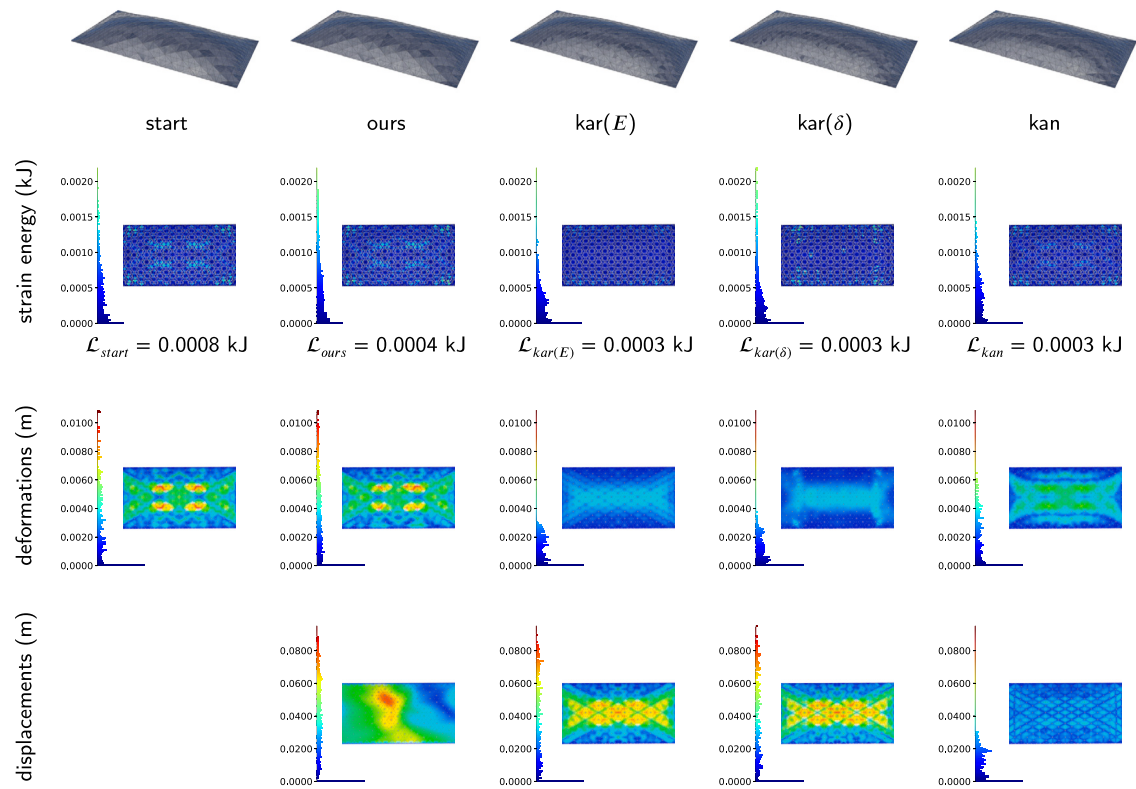 start ours kar(E) kar(δ) kan
strain energy (kJ)
0.0020 0.0020 0.0020 0.0020 0.0020
0.0015 0.0015 0.0015 0.0015 0.0015
0.0010 0.0010 0.0010 0.0010 0.0010
0.0005 0.0005 0.0005 0.0005 0.0005
0.0000 0.0000 0.0000 0.0000 0.0000
ℒstart = 0.0008 kJ ℒours = 0.0004 kJ ℒkar(E) = 0.0003 kJ ℒkar(δ) = 0.0003 kJ ℒkan = 0.0003 kJ
deformations (m)
0.0100 0.0100 0.0100 0.0100 0.0100
0.0080 0.0080 0.0080 0.0080 0.0080
0.0060 0.0060 0.0060 0.0060 0.0060
0.0040 0.0040 0.0040 0.0040 0.0040
0.0020 0.0020 0.0020 0.0020 0.0020
0.0000 0.0000 0.0000 0.0000 0.0000
displacements (m)
0.0800 0.0800 0.0800 0.0800
0.0600 0.0600 0.0600 0.0600
0.0400 0.0400 0.0400 0.0400
0.0200 0.0200 0.0200 0.0200
0.0000 0.0000 0.0000 0.0000